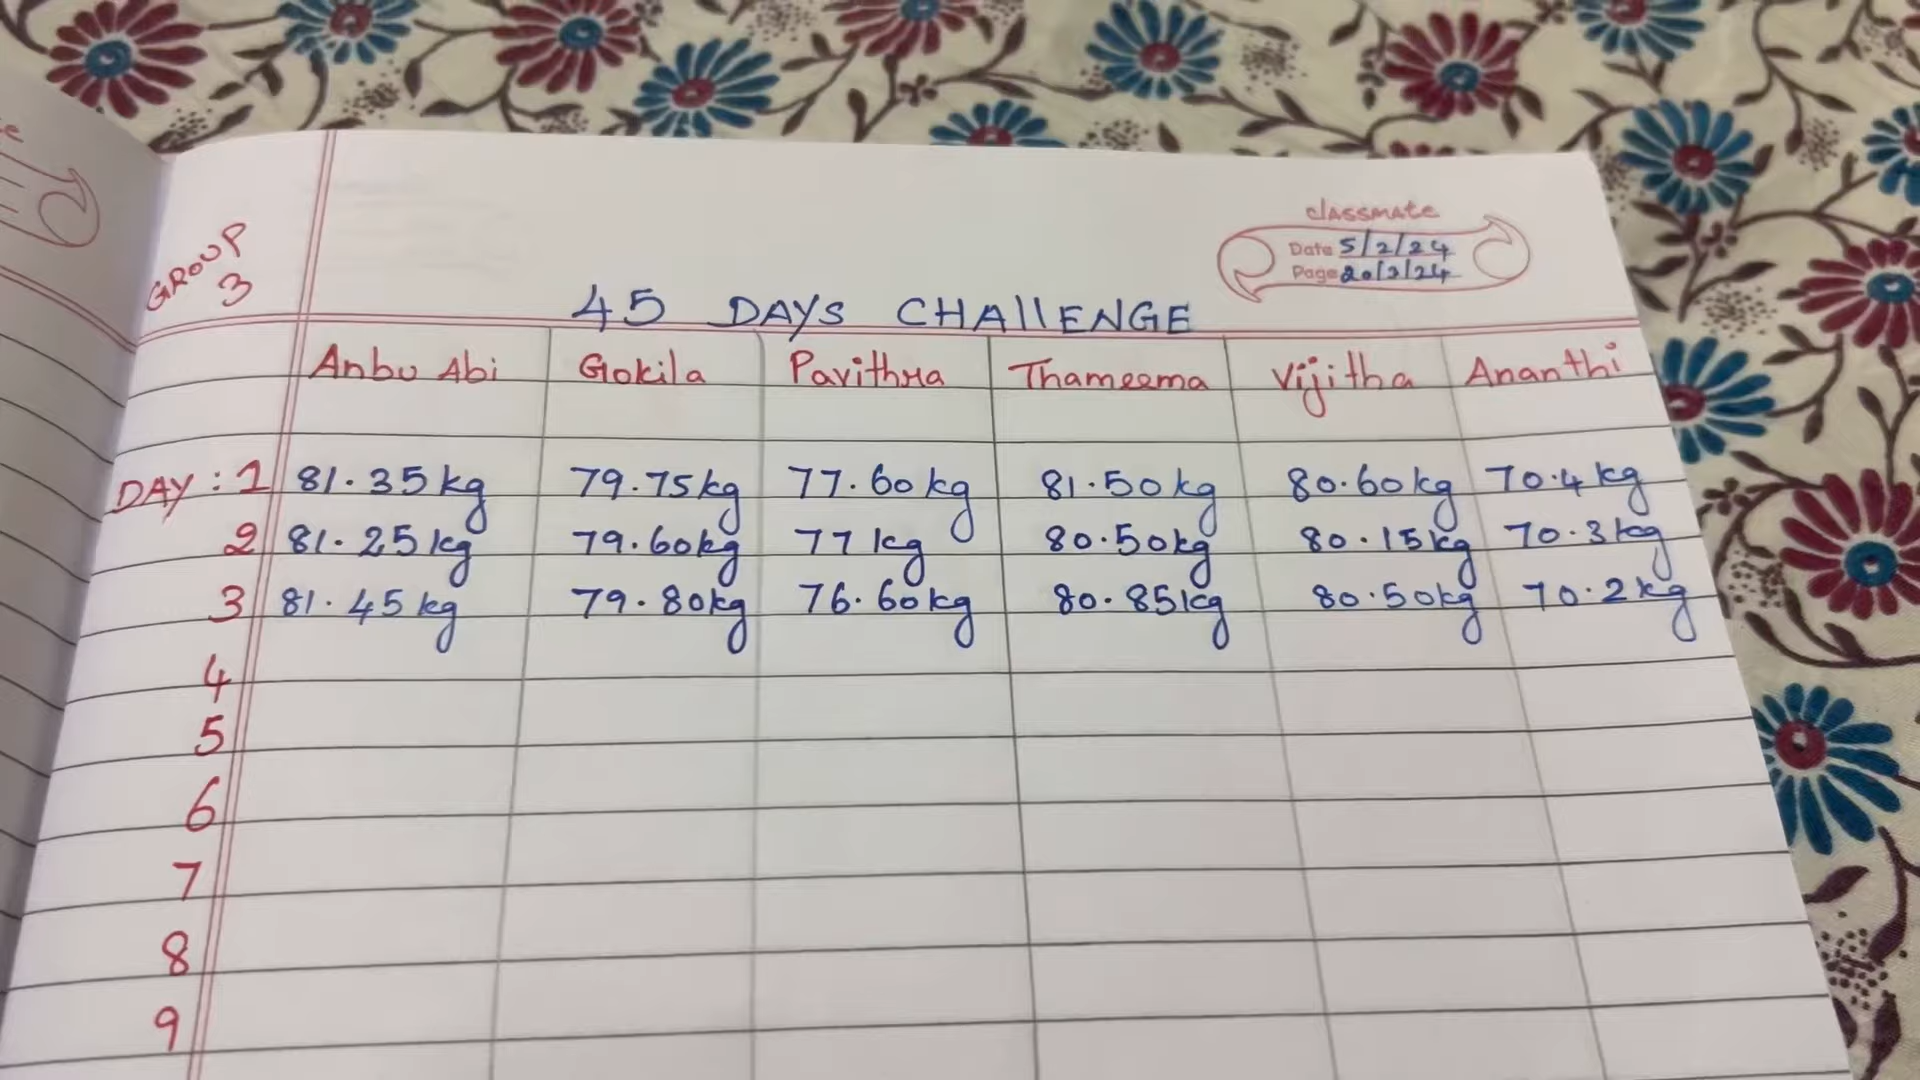 classmate
Date 5/2/24
Page 20/3/24
GROUP
3
45 DAYS CHAllENGE
Anbu Abi Gokila Pavithra Thameema Vijitha Ananthi
DAY : 1 81.35kg 79.75kg 77.60kg 81.50kg 80.60kg 70.4kg
2 81.25kg 79.60kg 77kg 80.50kg 80.15kg 70.3kg
3 81.45kg 79.80kg 76.60kg 80.85kg 80.50kg 70.2kg
4
5
6
7
8
9